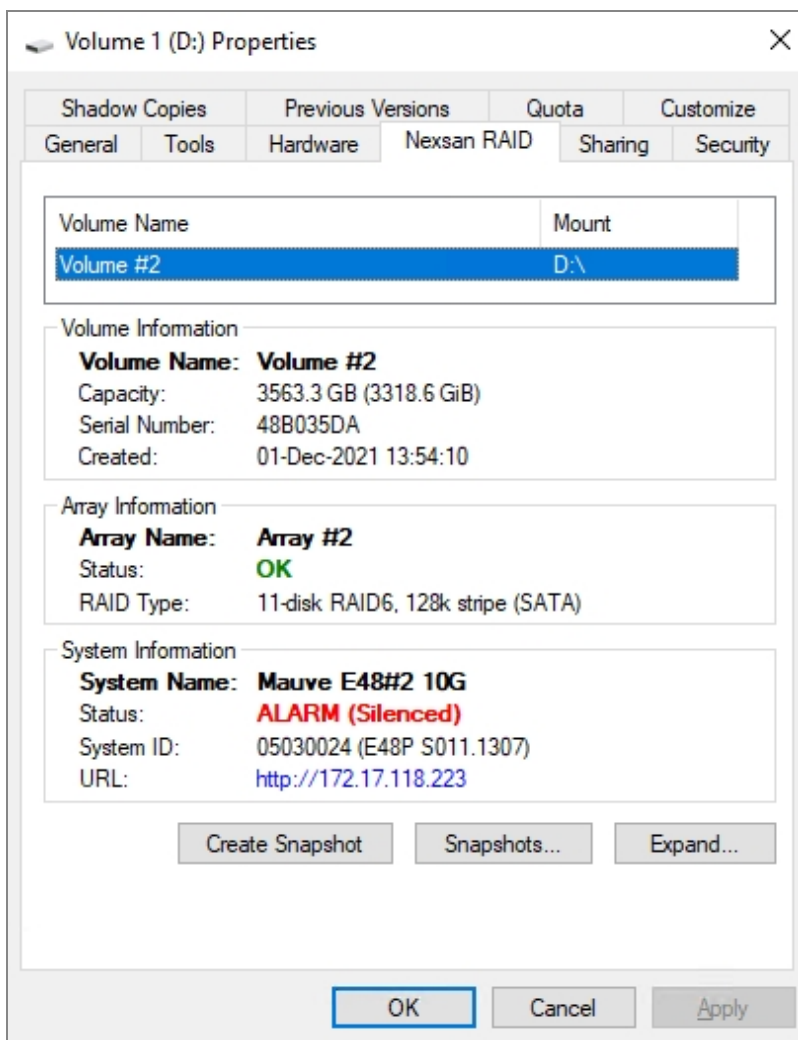 Volume 1 (D:) Properties
Shadow Copies Previous Versions Quota Customize
General Tools Hardware Nexsan RAID Sharing Security
Volume Name Mount
Volume #2 D:\
Volume Information
Volume Name: Volume #2
Capacity: 3563.3 GB (3318.6 GiB)
Serial Number: 48B035DA
Created: 01-Dec-2021 13:54:10
Array Information
Array Name: Array #2
Status: OK
RAID Type: 11-disk RAID6, 128k stripe (SATA)
System Information
System Name: Mauve E48#2 10G
Status: ALARM (Silenced)
System ID: 05030024 (E48P S011.1307)
URL: http://172.17.118.223
Create Snapshot Snapshots... Expand...
OK Cancel Apply